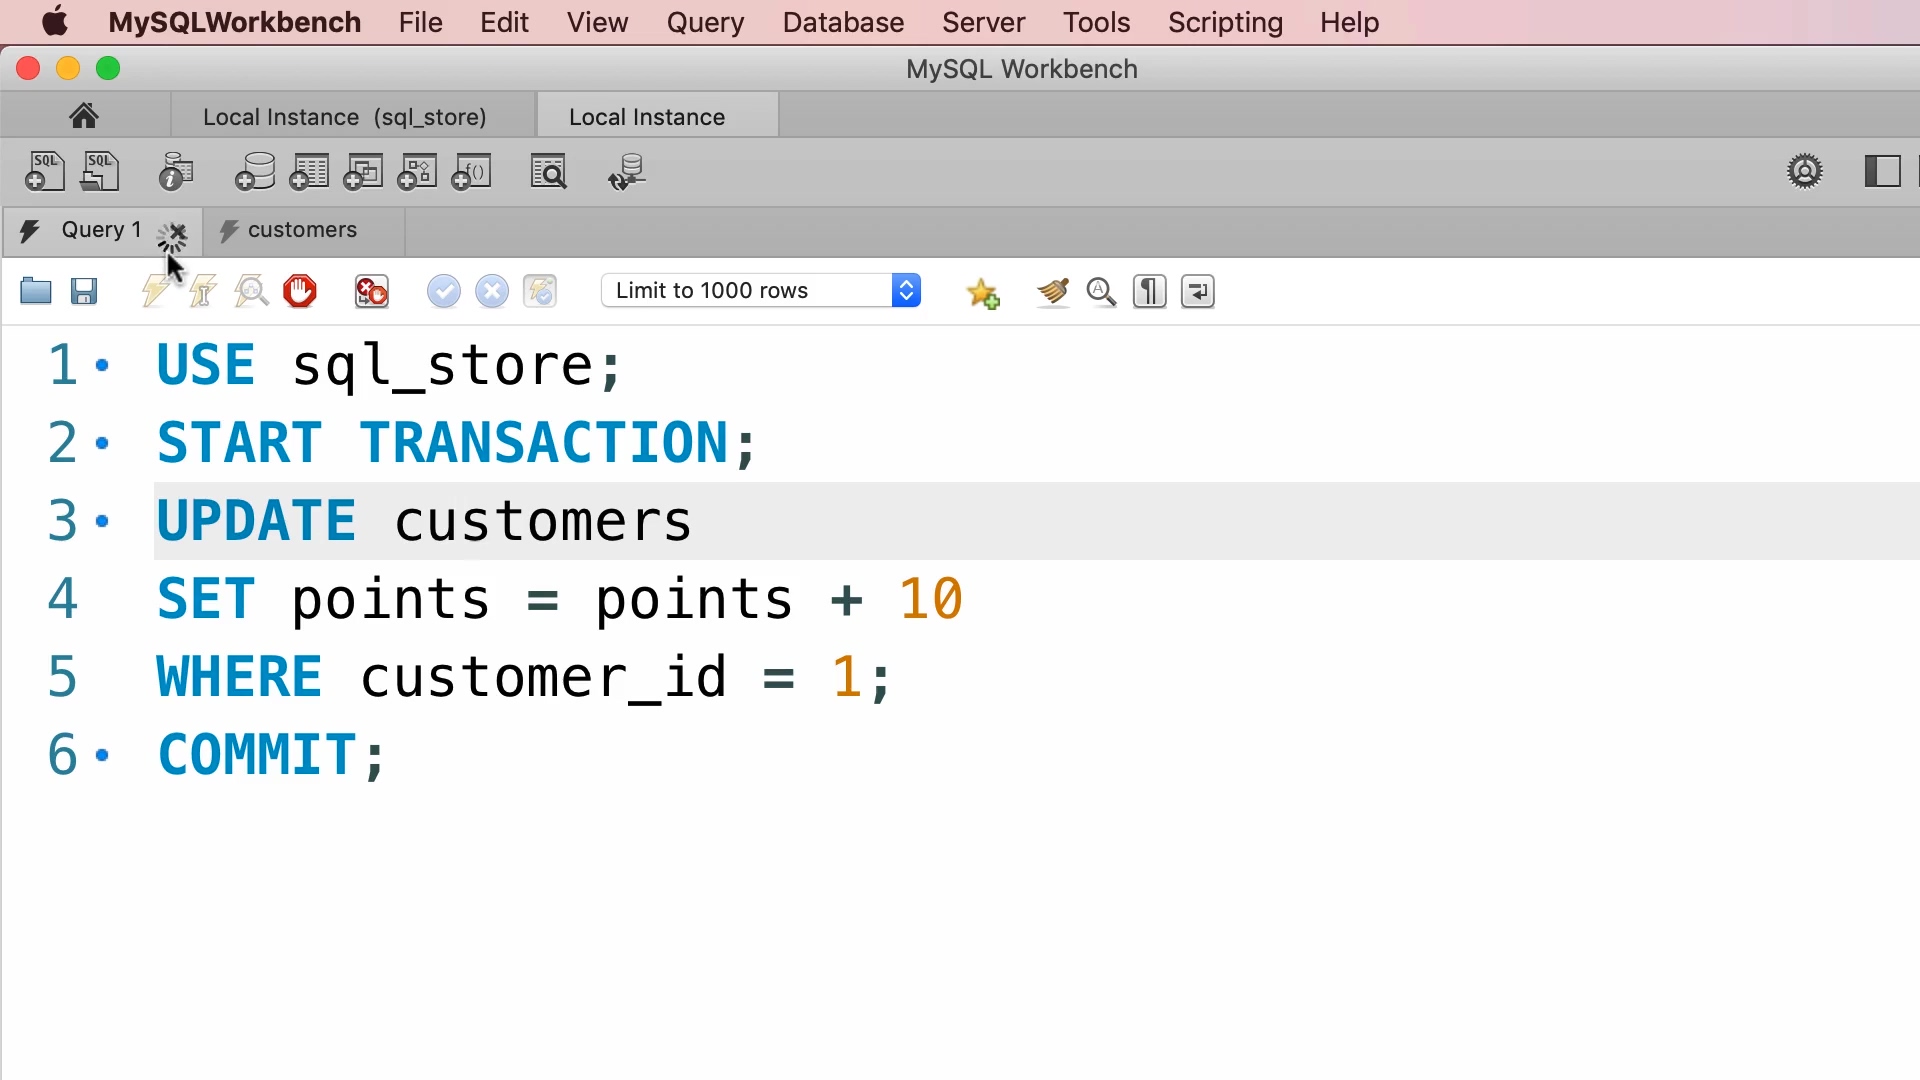 MySQLWorkbench File Edit View Query Database Server Tools Scripting Help
MySQL Workbench
Local Instance (sql_store) Local Instance
SQL SQL f()
Query 1 customers
Limit to 1000 rows
1 USE sql_store;
2 START TRANSACTION;
3 UPDATE customers
4 SET points = points + 10
5 WHERE customer_id = 1;
6 COMMIT;